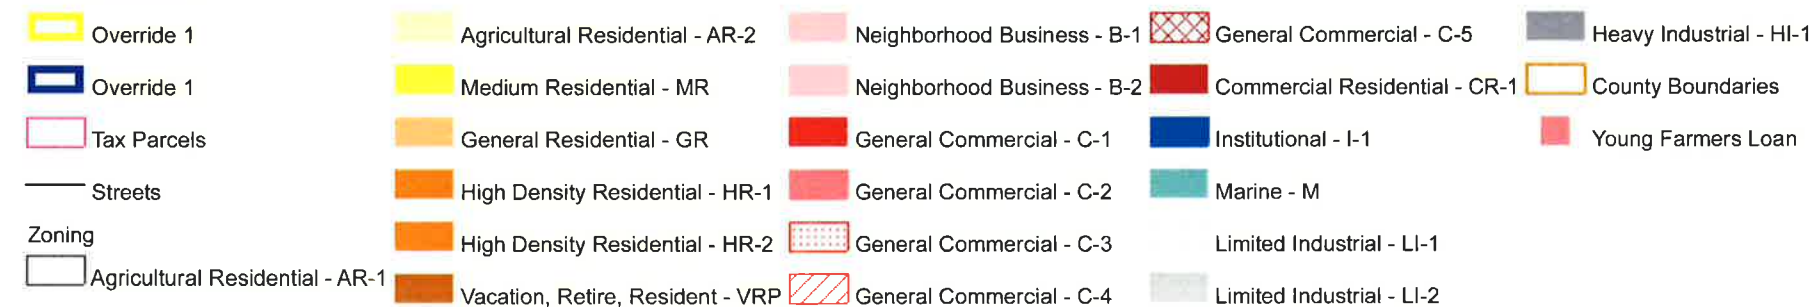 Override 1
Override 1
Tax Parcels
Streets
Zoning
Agricultural Residential - AR-1
Agricultural Residential - AR-2
Medium Residential - MR
General Residential - GR
High Density Residential - HR-1
High Density Residential - HR-2
Vacation, Retire, Resident - VRP
Neighborhood Business - B-1
Neighborhood Business - B-2
General Commercial - C-1
General Commercial - C-2
General Commercial - C-3
General Commercial - C-4
General Commercial - C-5
Commercial Residential - CR-1
Institutional - I-1
Marine - M
Limited Industrial - LI-1
Limited Industrial - LI-2
Heavy Industrial - HI-1
County Boundaries
Young Farmers Loan